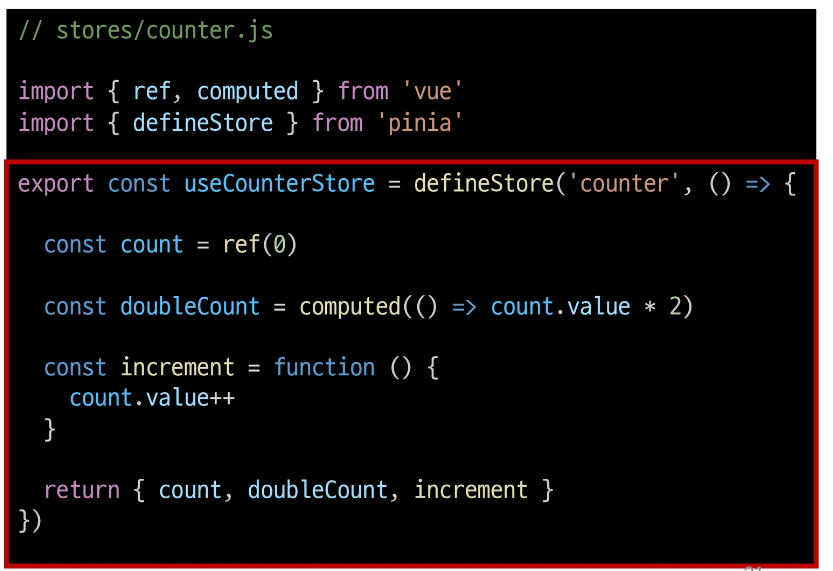 // stores/counter.js
import { ref, computed } from 'vue'
import { defineStore } from 'pinia'
export const useCounterStore = defineStore('counter', () => {
const count = ref(0)
const doubleCount = computed(() => count.value * 2)
const increment = function () {
count.value++
}
return { count, doubleCount, increment }
})